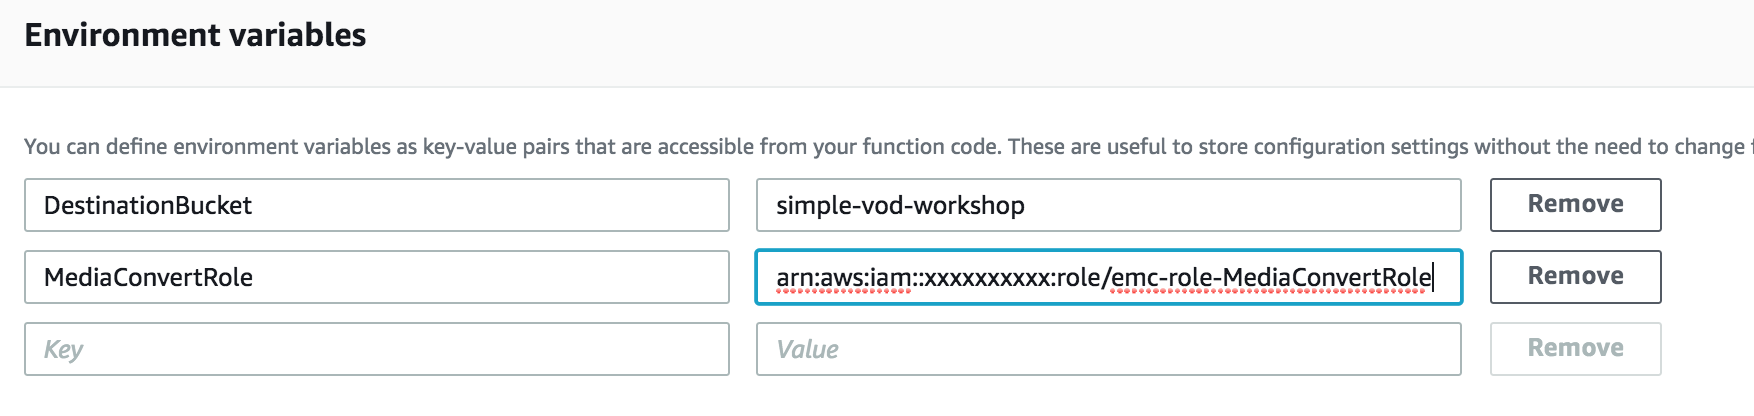 Environment variables
You can define environment variables as key-value pairs that are accessible from your function code. These are useful to store configuration settings without the need to change
DestinationBucket simple-vod-workshop Remove
MediaConvertRole arn:aws:iam::xxxxxxxxxx:role/emc-role-MediaConvertRole Remove
Key Value Remove